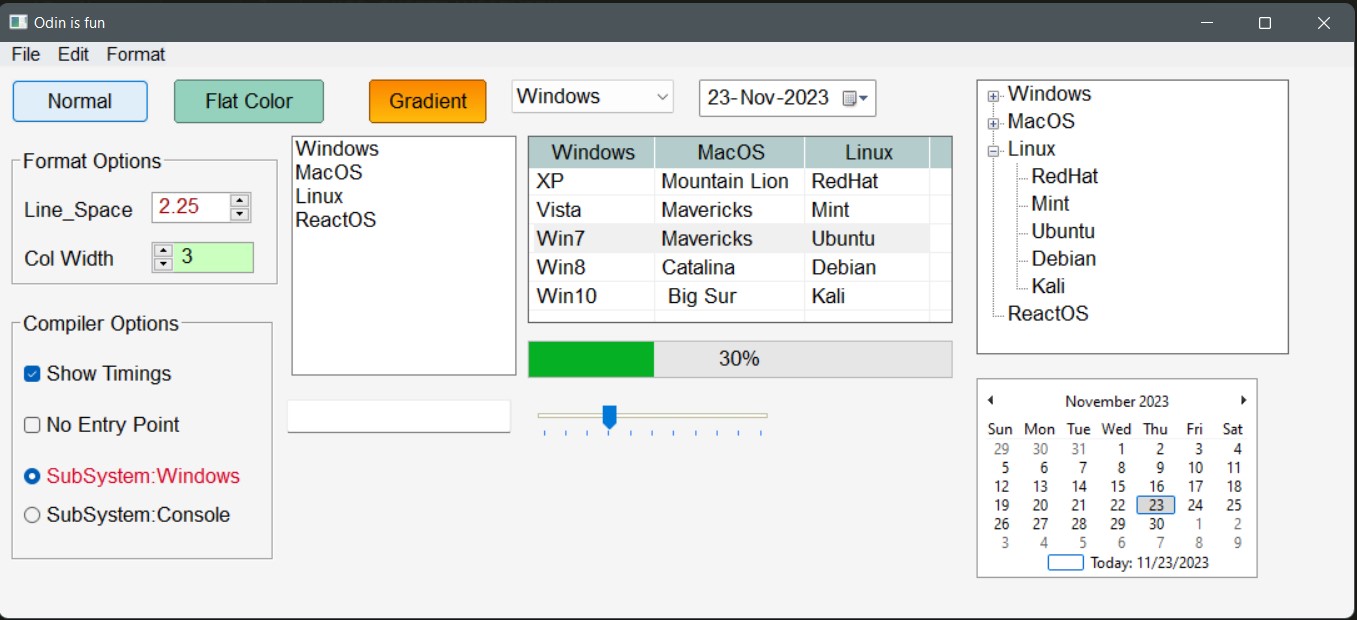 Odin is fun
File Edit Format
Normal Flat Color Gradient Windows 23-Nov-2023
Format Options
Line_Space 2.25
Col Width 3
Compiler Options
Show Timings
No Entry Point
SubSystem:Windows
SubSystem:Console
Windows
MacOS
Linux
ReactOS
Windows MacOS Linux
XP Mountain Lion RedHat
Vista Mavericks Mint
Win7 Mavericks Ubuntu
Win8 Catalina Debian
Win10 Big Sur Kali
30%
Windows
MacOS
Linux
RedHat
Mint
Ubuntu
Debian
Kali
ReactOS
November 2023
Sun Mon Tue Wed Thu Fri Sat
29 30 31 1 2 3 4
5 6 7 8 9 10 11
12 13 14 15 16 17 18
19 20 21 22 23 24 25
26 27 28 29 30 1 2
3 4 5 6 7 8 9
Today: 11/23/2023